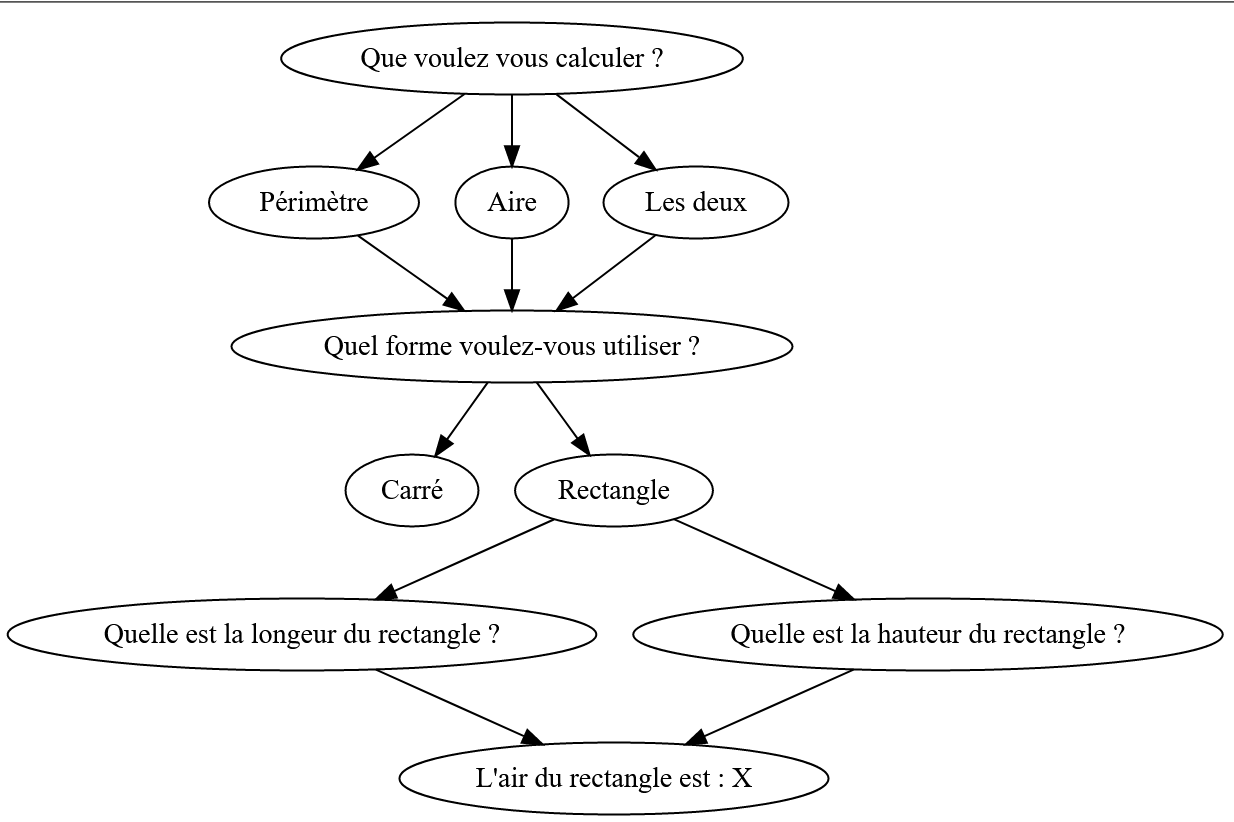 Que voulez vous calculer ?
Périmètre
Aire
Les deux
Quel forme voulez-vous utiliser ?
Carré
Rectangle
Quelle est la longeur du rectangle ?
Quelle est la hauteur du rectangle ?
L'air du rectangle est : X